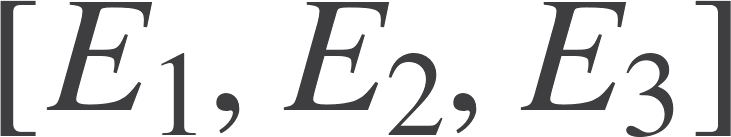 [E₁, E₂, E₃]